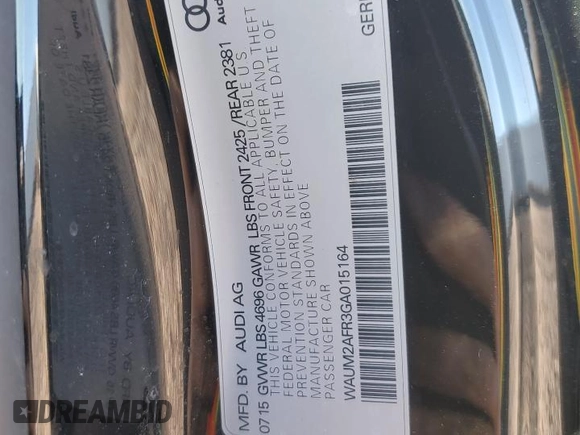 Audi
MFD. BY AUDI AG GERM
07 15 GVWR LBS 4696 GAWR LBS FRONT 2425 /REAR 2381
THIS VEHICLE CONFORMS TO ALL APPLICABLE U S
FEDERAL MOTOR VEHICLE SAFETY, BUMPER AND THEFT
PREVENTION STANDARDS IN EFFECT ON THE DATE OF
MANUFACTURE SHOWN ABOVE
PASSENGER CAR
WAUM2AFR3GA015164
DREAMBID